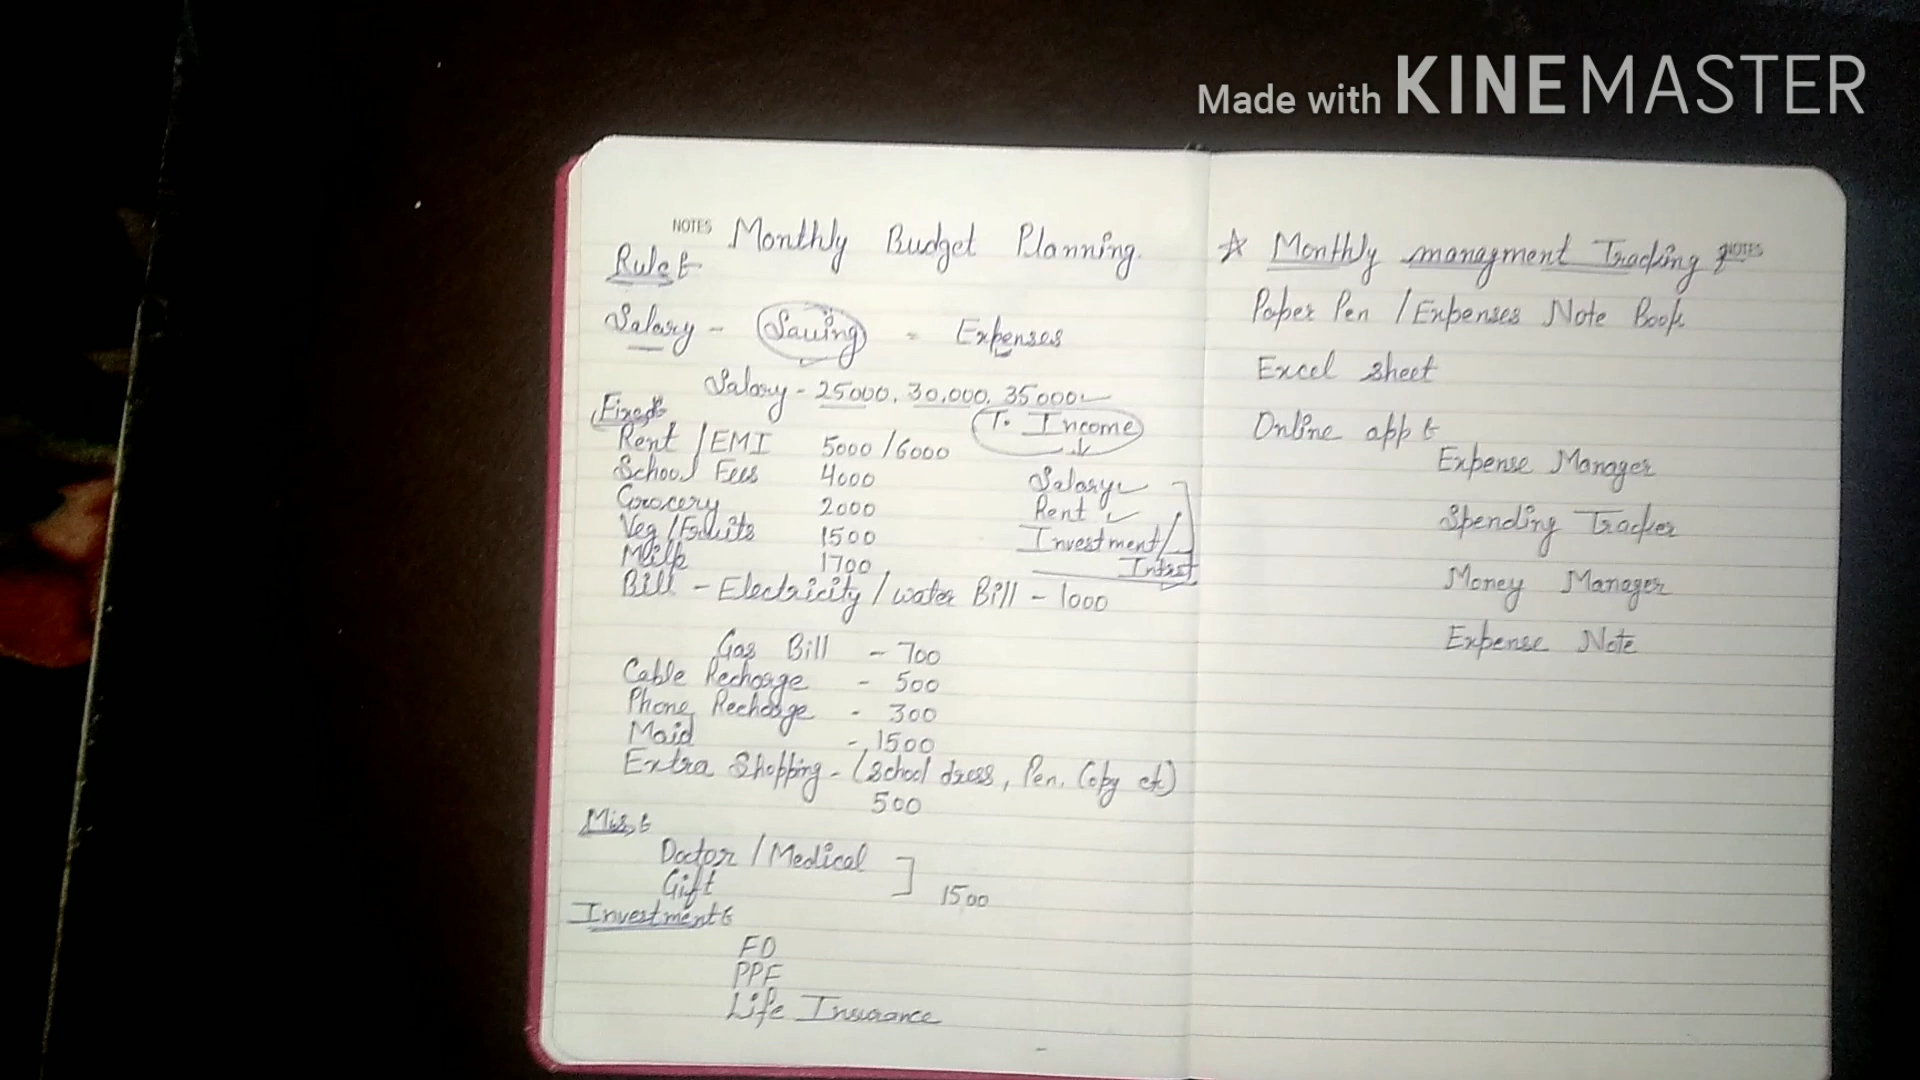 Made with KINEMASTER
NOTES Monthly Budget Planning.
Rule:
Salary - Saving = Expenses
Salary - 25000, 30,000, 35000
Fixed:
T. Income
Rent / EMI 5000 / 6000
School Fees 4000
Salary
Grocery 2000
Rent
Veg / Fruits 1500
Investment /
Milk 1700
Intrst
Bill - Electricity / water Bill - 1000
Gas Bill - 700
Cable Recharge - 500
Phone Recharge - 300
Maid - 1500
Extra Shopping - (School dress, Pen, Copy etc)
500
Mis:
Doctor / Medical
Gift
1500
Investment:
FD
PPF
Life Insurance
☆ Monthly managment Tracking : NOTES
Paper Pen / Expenses Note Book
Excel sheet
Online app :
Expense Manager
Spending Tracker
Money Manager
Expense Note